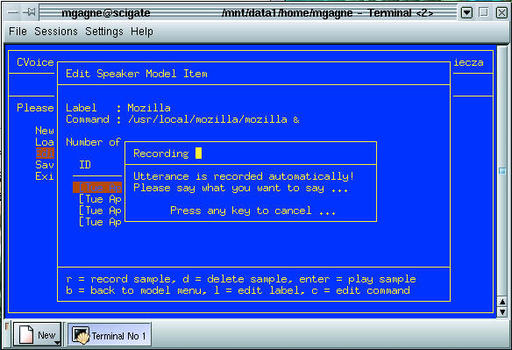 mgagne@scigate
/mnt/data1/home/mgagne - Terminal <2>
File Sessions Settings Help
CVoice
iecza
Edit Speaker Model Item
Please
Label : Mozilla
Command : /usr/local/mozilla/mozilla &
New
Loa
Number of
Sav
ID
Exi
Recording
Utterance is recorded automatically!
Please say what you want to say ...
Press any key to cancel ...
[Tue Ap
[Tue Ap
[Tue Ap
r = record sample, d = delete sample, enter = play sample
b = back to model menu, l = edit label, c = edit command
New
Terminal No 1